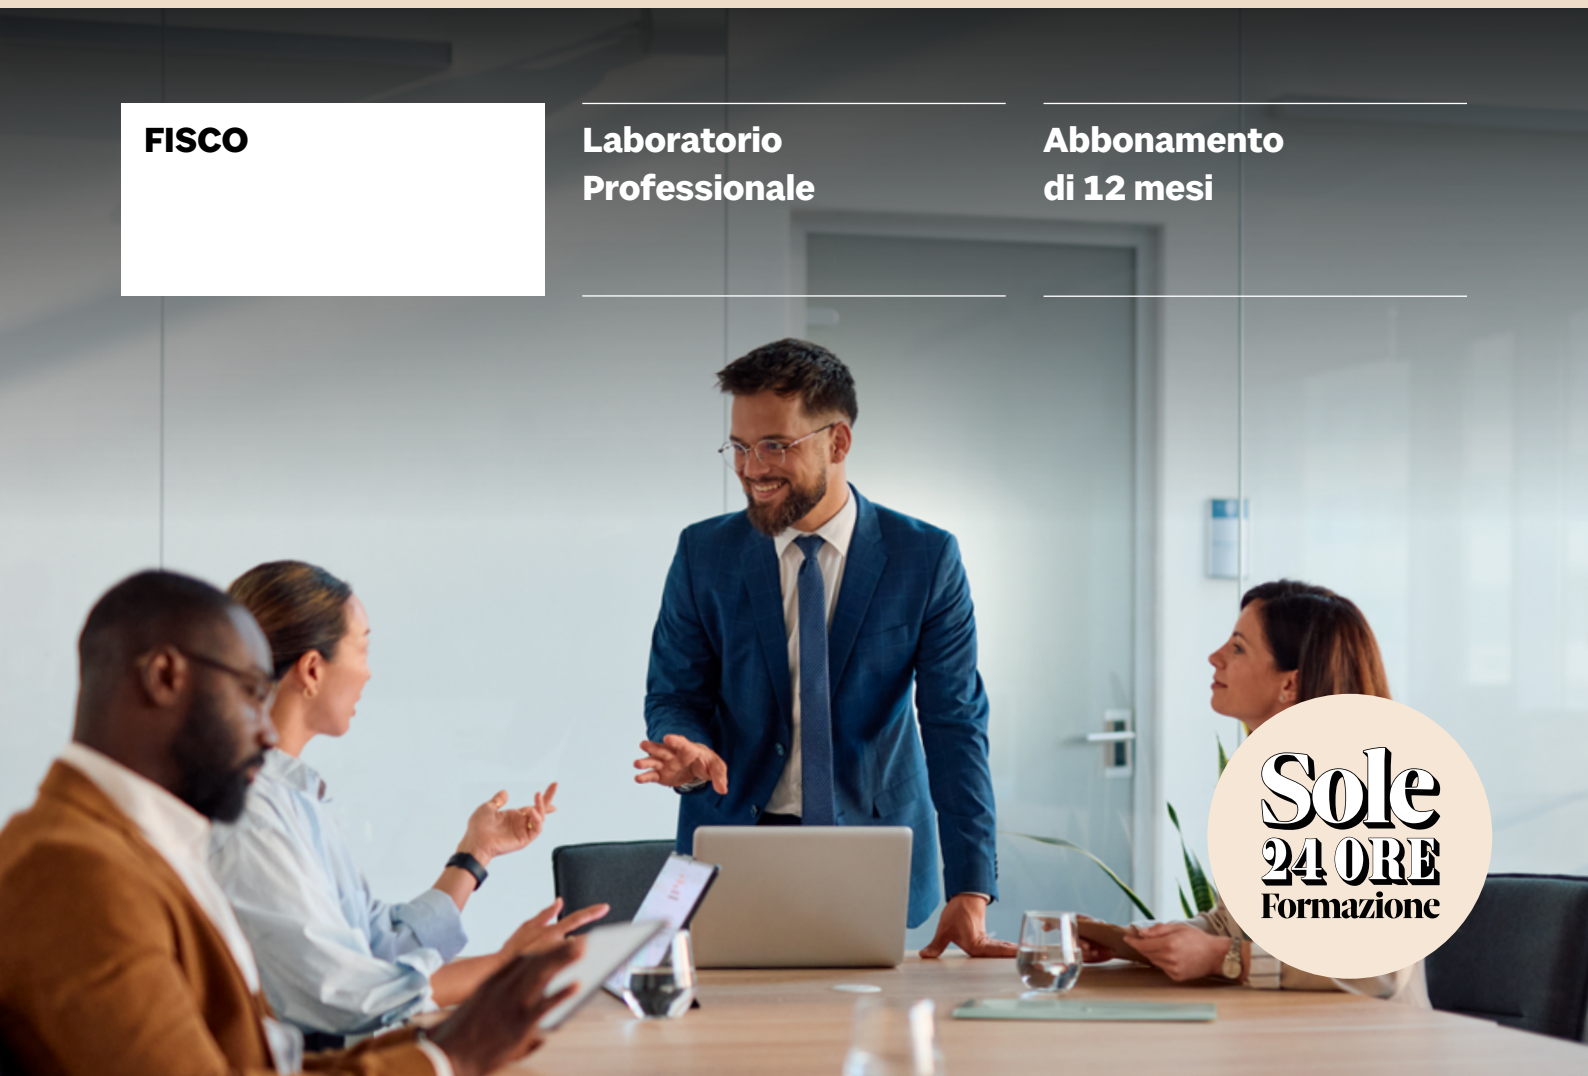 FISCO
Laboratorio
Professionale
Abbonamento
di 12 mesi
Sole
24 ORE
Formazione